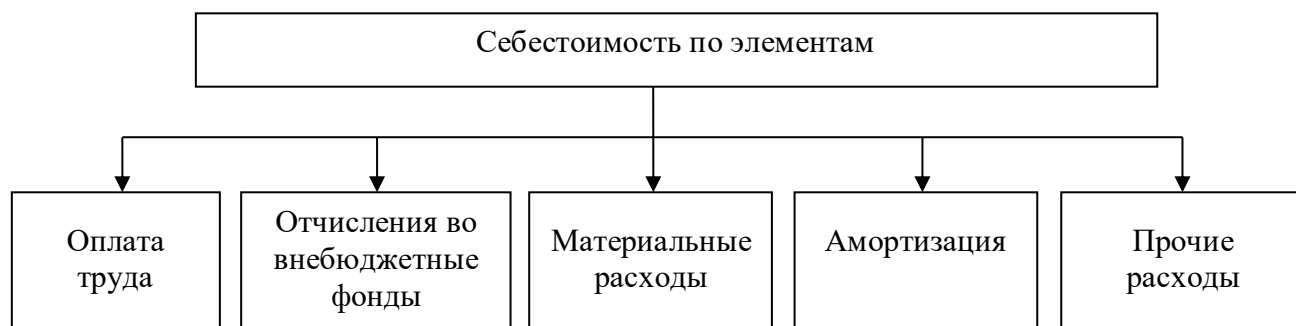 Себестоимость по элементам
Оплата
труда
Отчисления во
внебюджетные
фонды
Материальные
расходы
Амортизация
Прочие
расходы